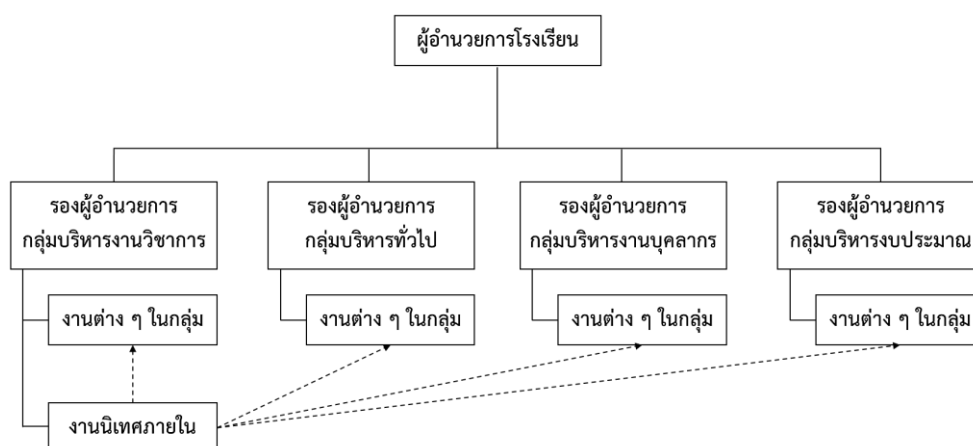 ผู้อำนวยการโรงเรียน
รองผู้อำนวยการ
กลุ่มบริหารงานวิชาการ
รองผู้อำนวยการ
กลุ่มบริหารทั่วไป
รองผู้อำนวยการ
กลุ่มบริหารงานบุคลากร
รองผู้อำนวยการ
กลุ่มบริหารงบประมาณ
งานต่าง ๆ ในกลุ่ม
งานต่าง ๆ ในกลุ่ม
งานต่าง ๆ ในกลุ่ม
งานต่าง ๆ ในกลุ่ม
งานนิเทศภายใน